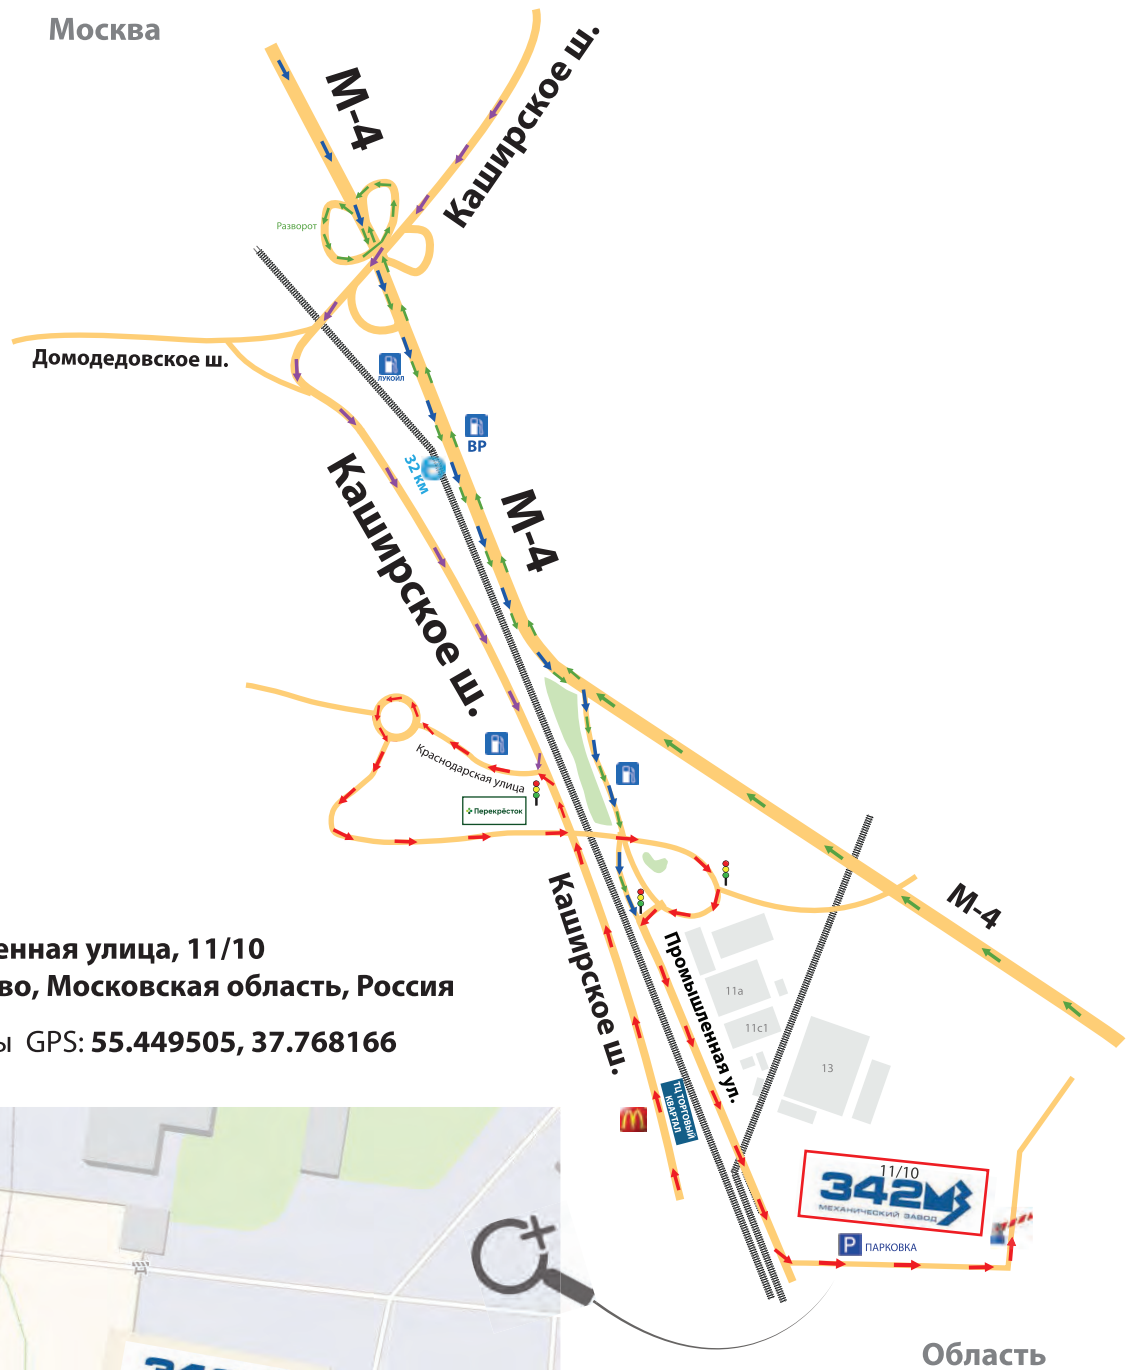 Москва
М-4
Каширское ш.
Разворот
Домодедовское ш.
ЛУКОЙЛ
BP
32 км
Каширское ш.
М-4
Краснодарская улица
Перекрёсток
Каширское ш.
Промышленная ул.
М-4
енная улица, 11/10
во, Московская область, Россия
ы GPS: 55.449505, 37.768166
11а
11с1
13
ТЦ ТОРГОВЫЙ
КВАРТАЛ
11/10
342МЗ
МЕХАНИЧЕСКИЙ ЗАВОД
P ПАРКОВКА
Область